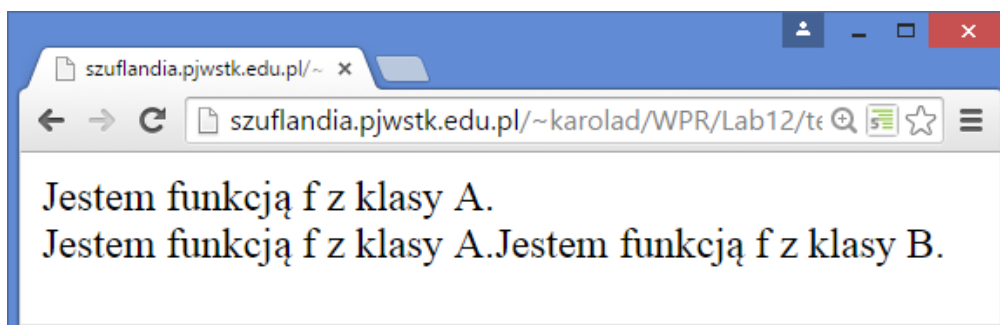 szuflandia.pjwstk.edu.pl/~
szuflandia.pjwstk.edu.pl/~karolad/WPR/Lab12/te
Jestem funkcją f z klasy A.
Jestem funkcją f z klasy A.Jestem funkcją f z klasy B.